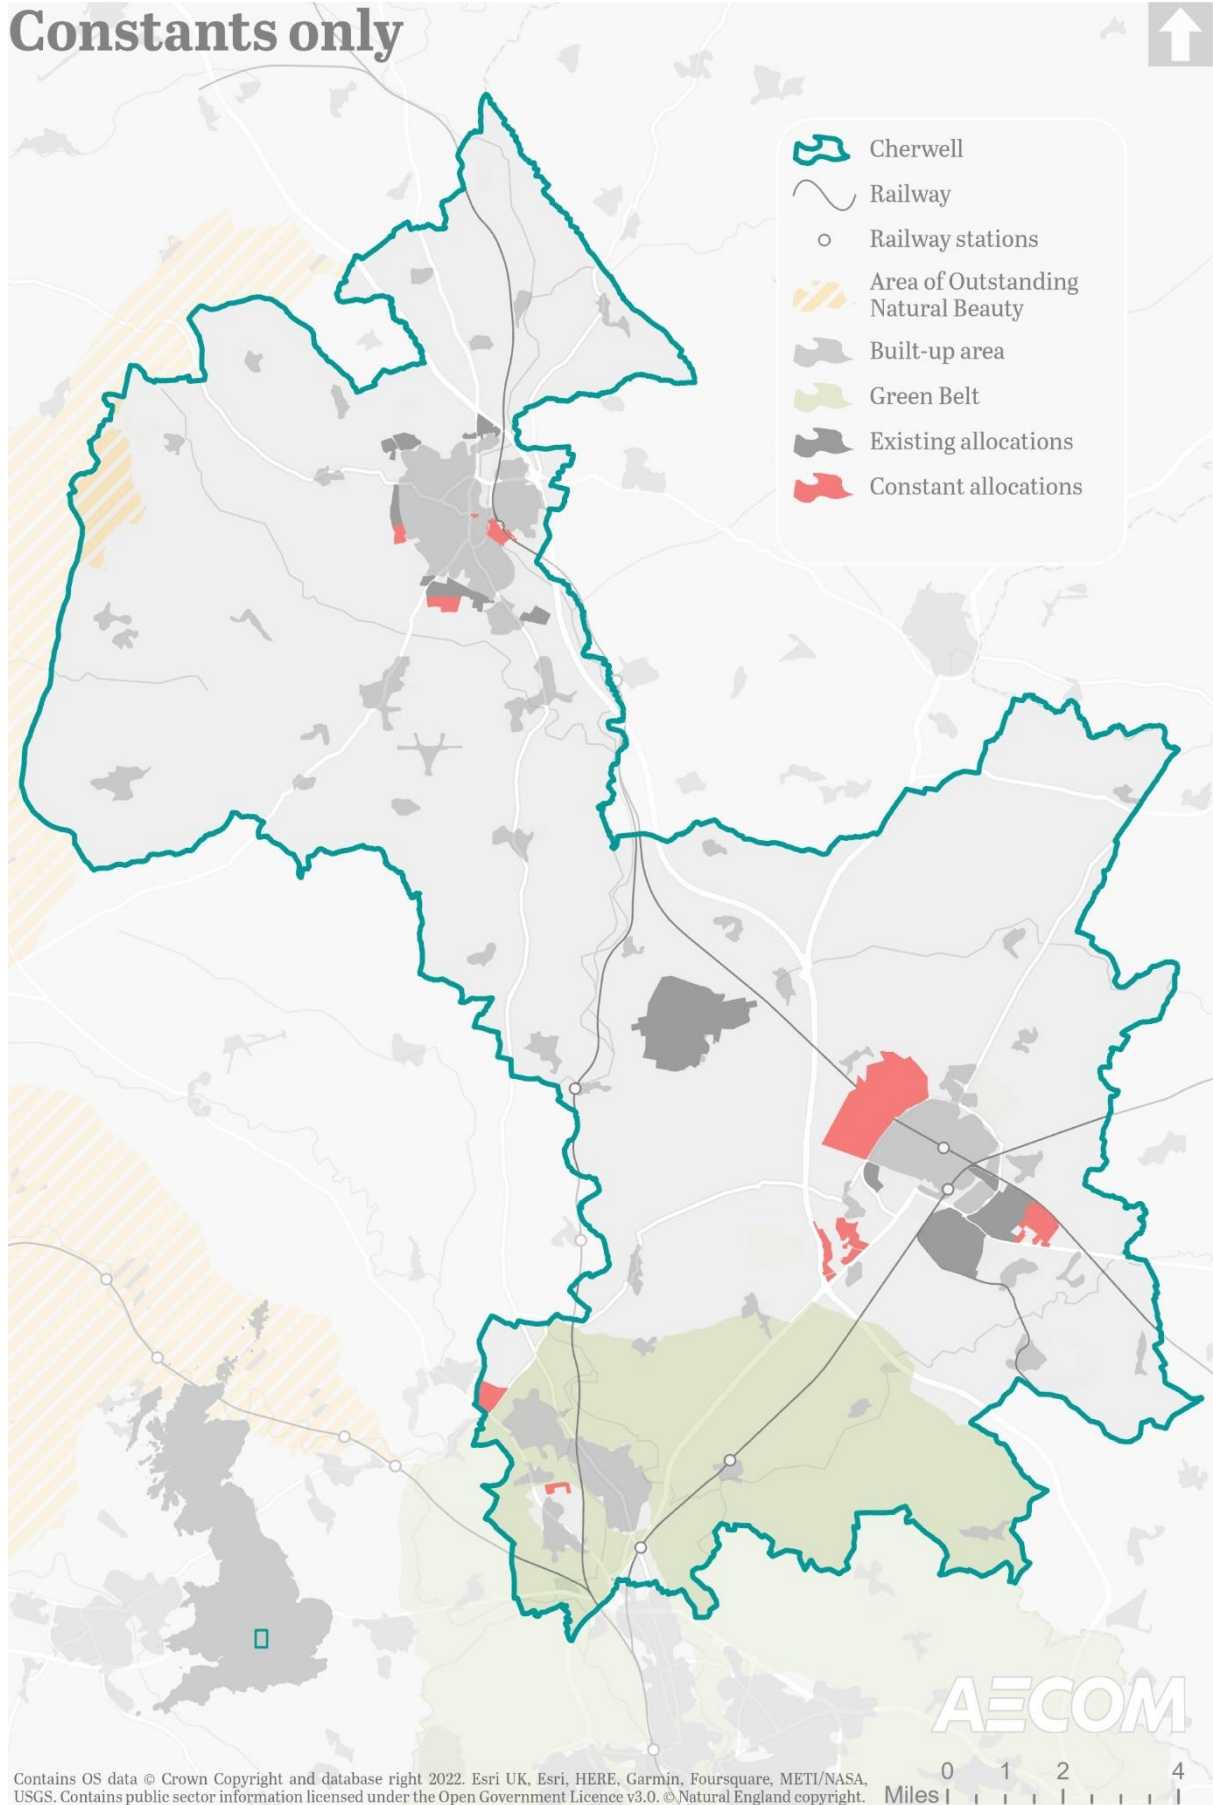 Constants only
Cherwell
Railway
Railway stations
Area of Outstanding
Natural Beauty
Built-up area
Green Belt
Existing allocations
Constant allocations
AECOM
0 1 2 4
Miles
Contains OS data © Crown Copyright and database right 2022. Esri UK, Esri, HERE, Garmin, Foursquare, METI/NASA,
USGS. Contains public sector information licensed under the Open Government Licence v3.0. © Natural England copyright.